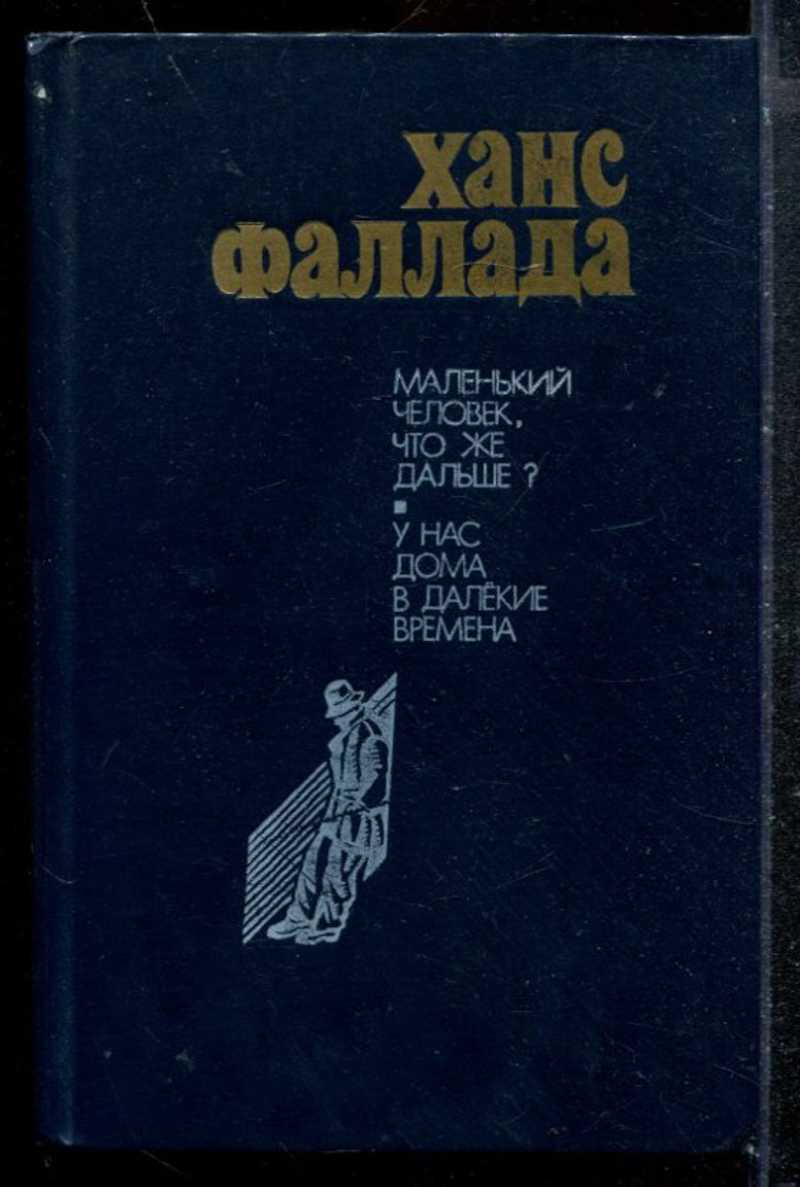 ХАНС
ФАЛЛАДА
МАЛЕНЬКИЙ
ЧЕЛОВЕК,
ЧТО ЖЕ
ДАЛЬШЕ ?
У НАС
ДОМА
В ДАЛЁКИЕ
ВРЕМЕНА